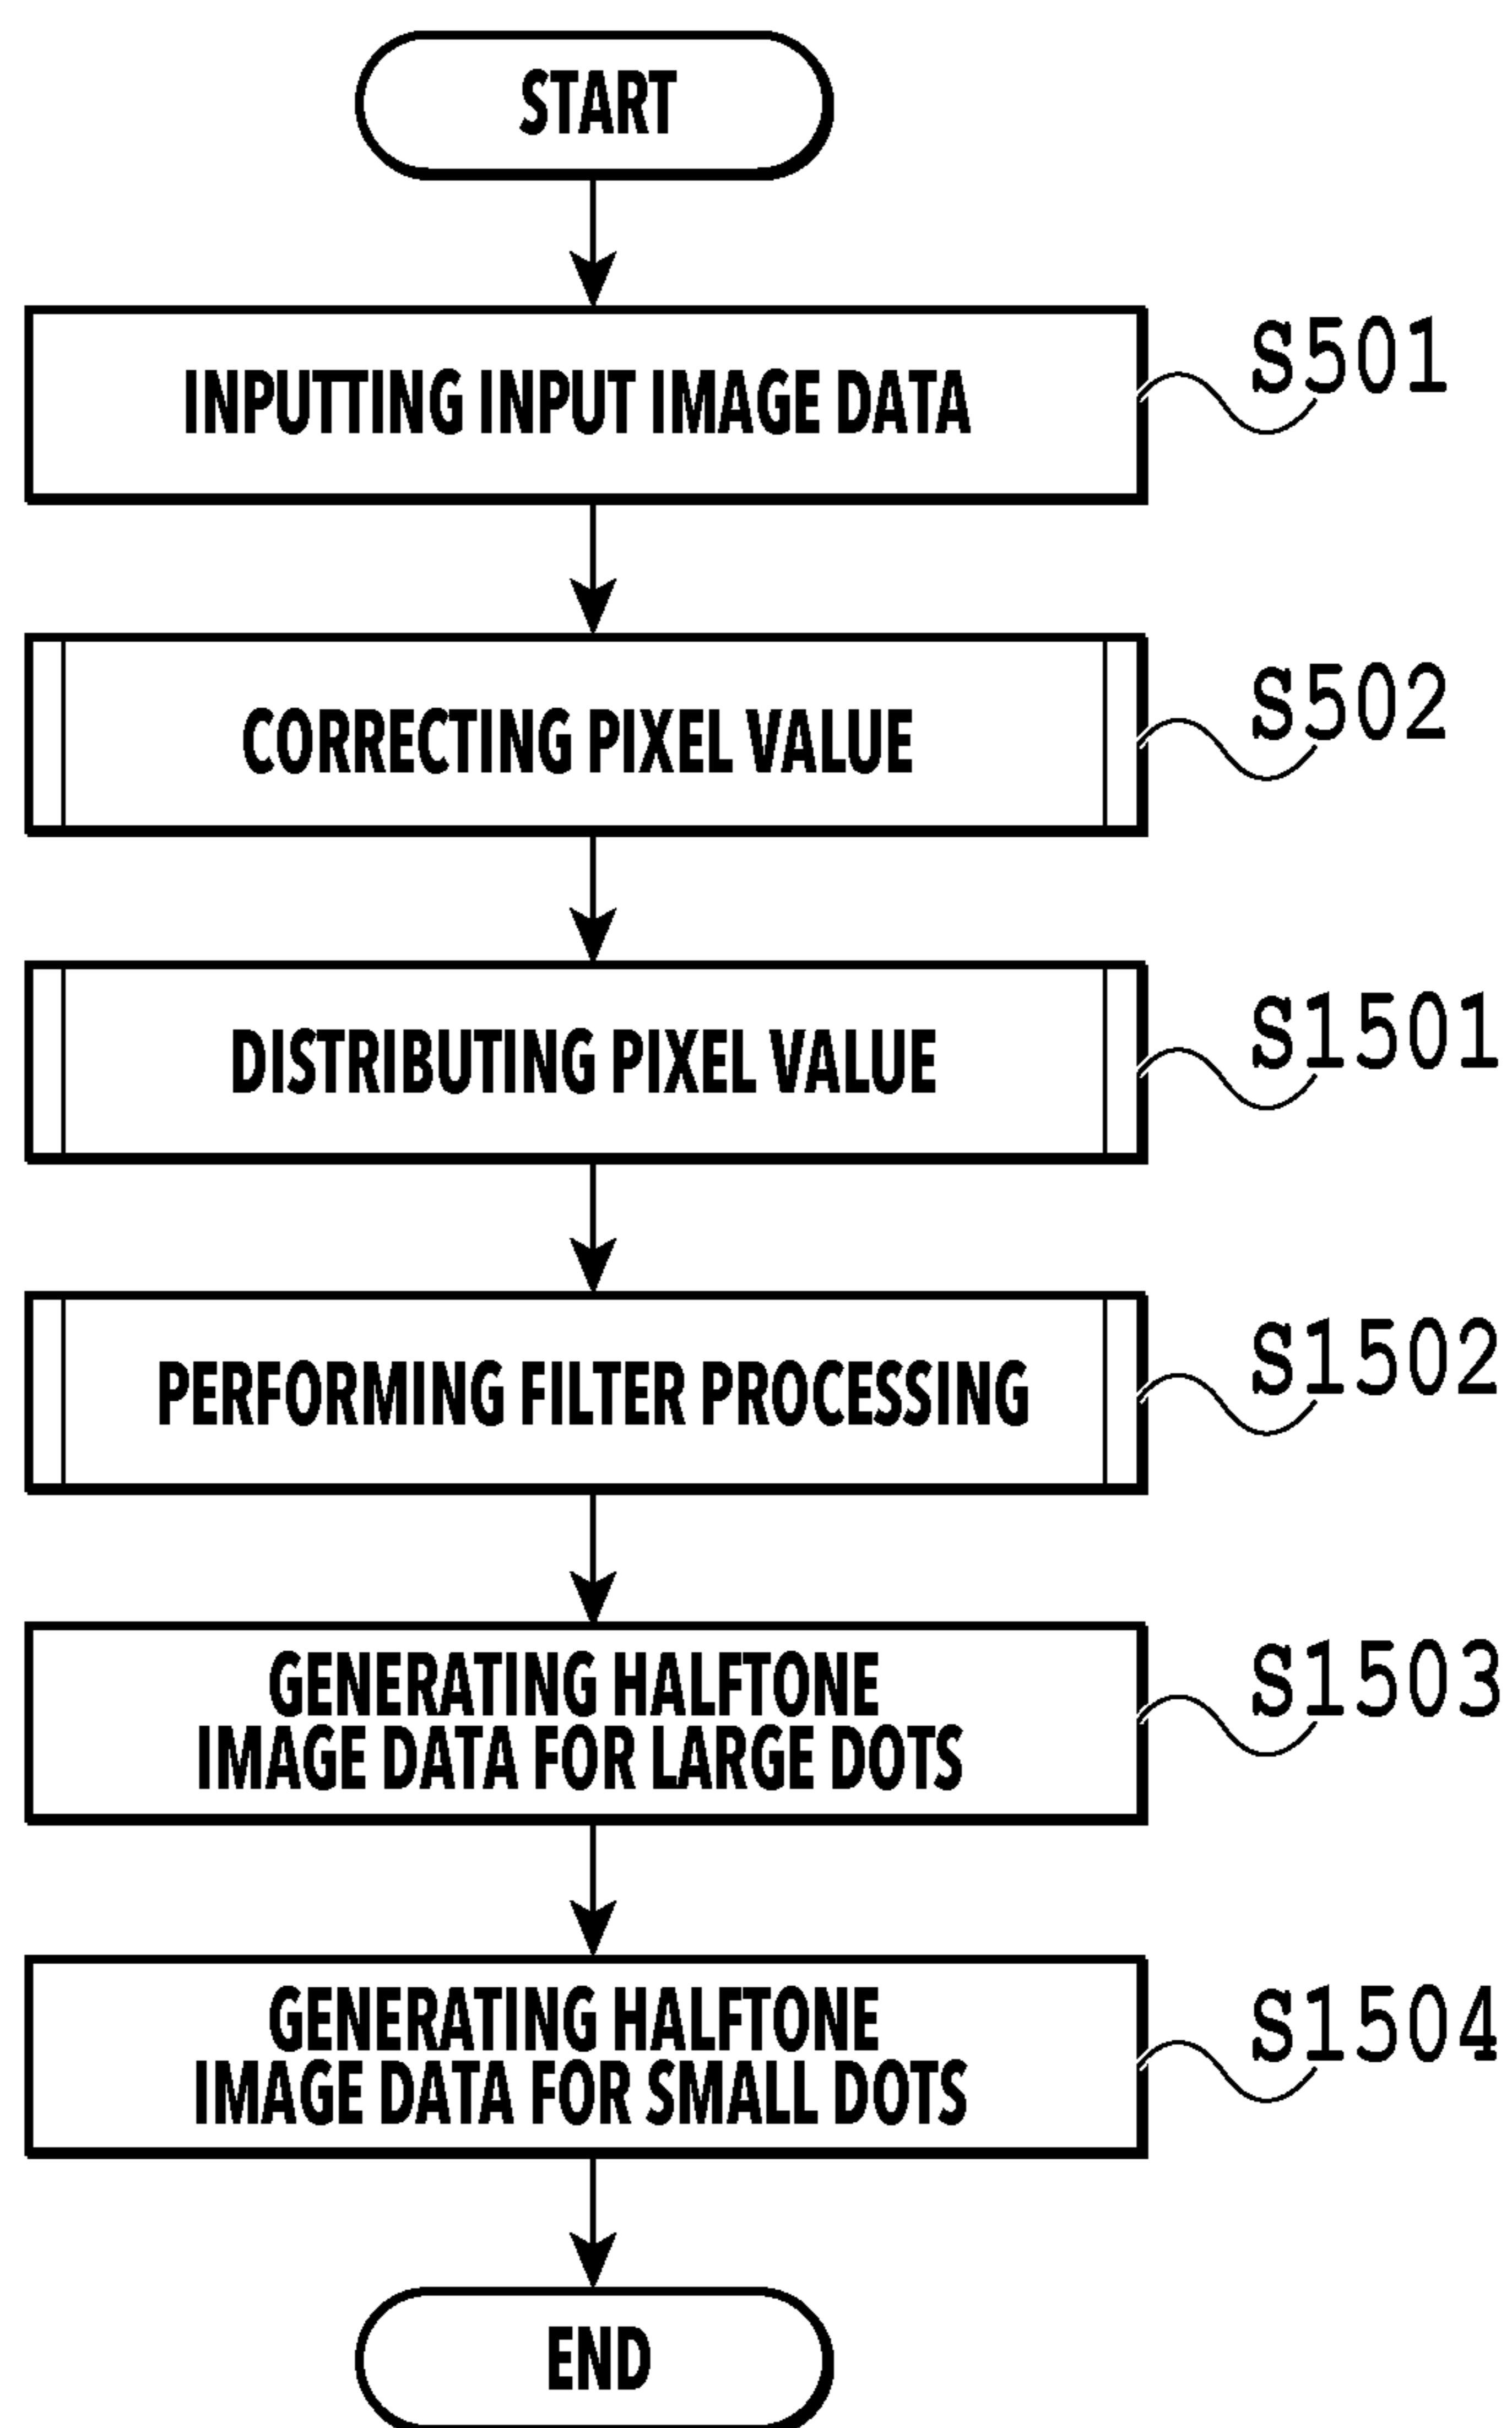 START
INPUTTING INPUT IMAGE DATA
S501
CORRECTING PIXEL VALUE
S502
DISTRIBUTING PIXEL VALUE
S1501
PERFORMING FILTER PROCESSING
S1502
GENERATING HALFTONE
IMAGE DATA FOR LARGE DOTS
S1503
GENERATING HALFTONE
IMAGE DATA FOR SMALL DOTS
S1504
END